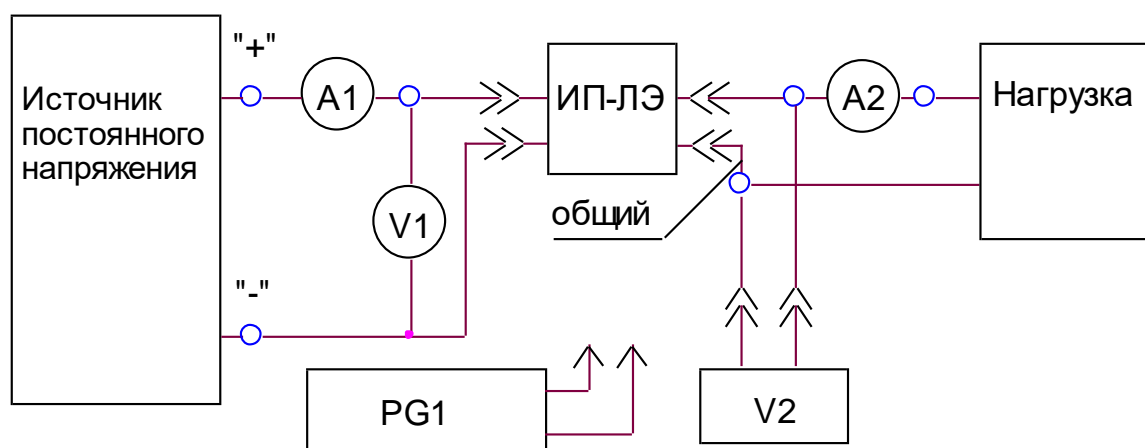 "+"
Источник
постоянного
напряжения
A1
ИП-ЛЭ
A2
Нагрузка
V1
общий
"-"
PG1
V2